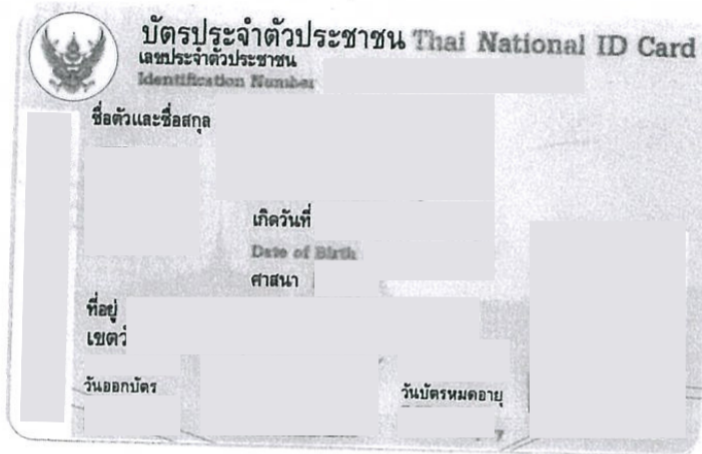 บัตรประจำตัวประชาชน Thai National ID Card
เลขประจำตัวประชาชน
Identification Number
ชื่อตัวและชื่อสกุล
เกิดวันที่
Date of Birth
ศาสนา
ที่อยู่
วันออกบัตร
วันบัตรหมดอายุ